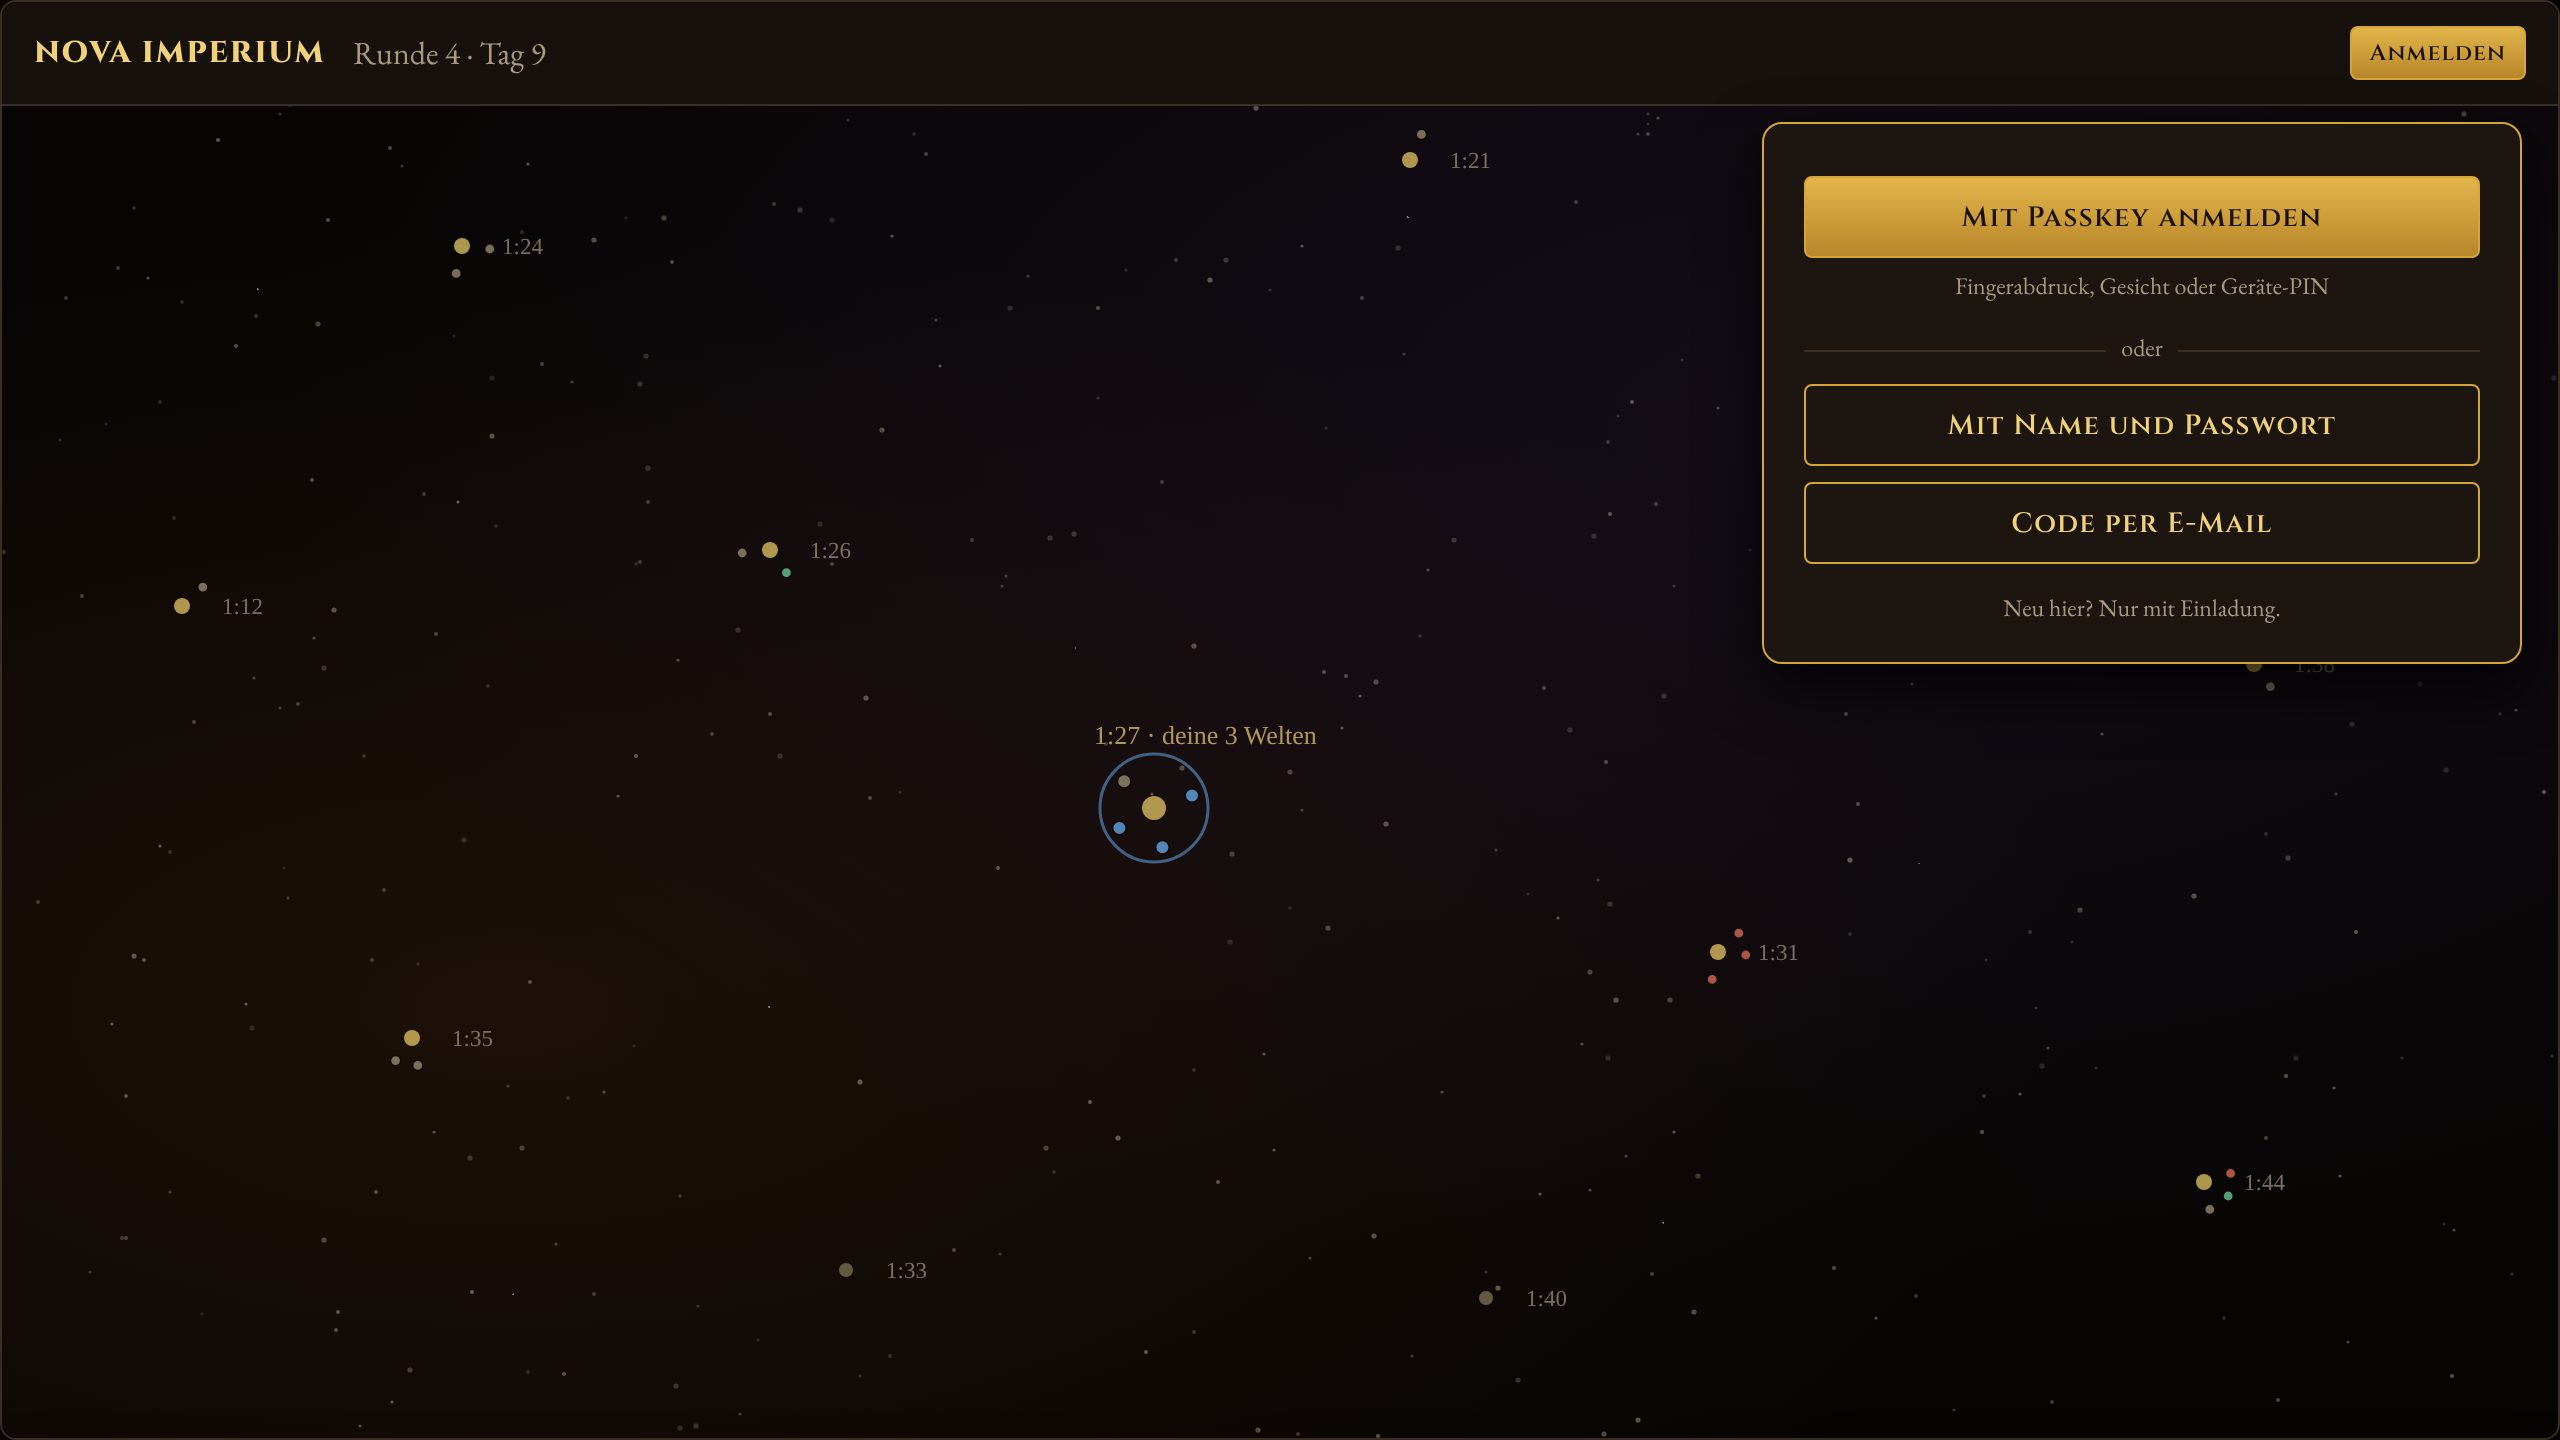 NOVA IMPERIUM Runde 4 · Tag 9
ANMELDEN
1:21
MIT PASSKEY ANMELDEN
1:24
Fingerabdruck, Gesicht oder Geräte-PIN
oder
MIT NAME UND PASSWORT
CODE PER E-MAIL
1:26
1:12
Neu hier? Nur mit Einladung.
1:38
1:27 · deine 3 Welten
1:31
1:35
1:44
1:33
1:40